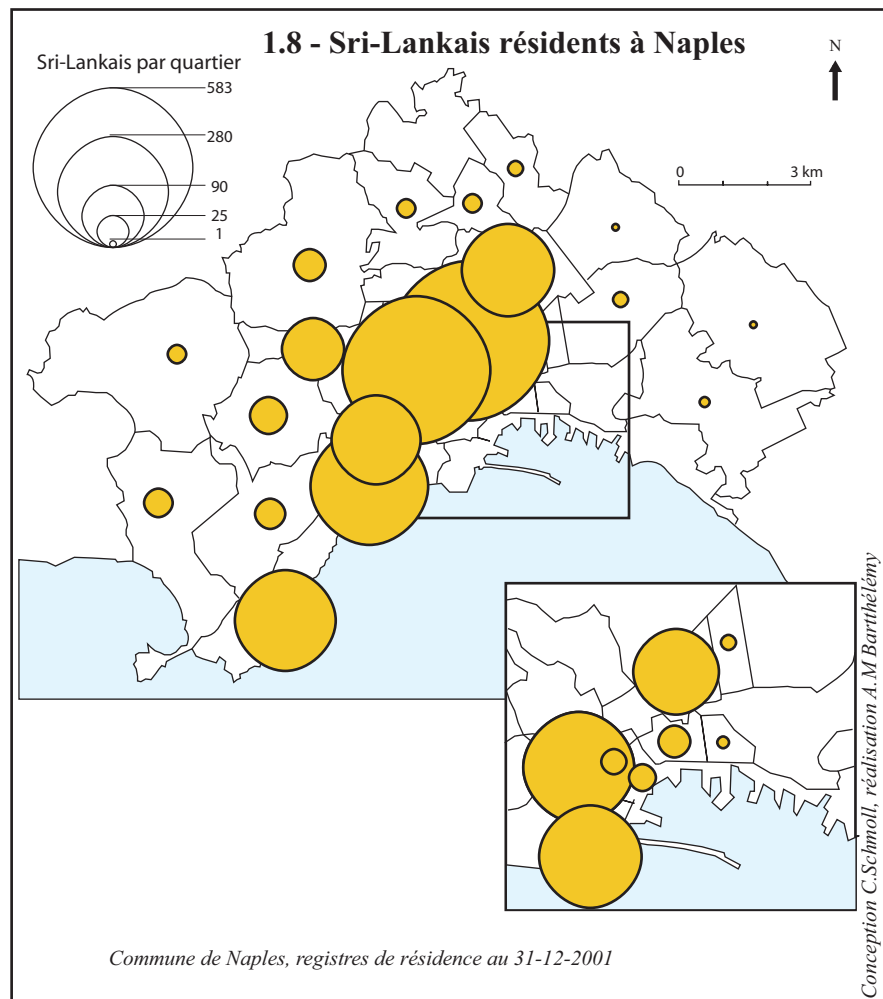 1.8 - Sri-Lankais résidents à Naples
N
Sri-Lankais par quartier
583
280
90
25
1
0 3 km
Conception C.Schmoll, réalisation A.M Bartthélémy
Commune de Naples, registres de résidence au 31-12-2001